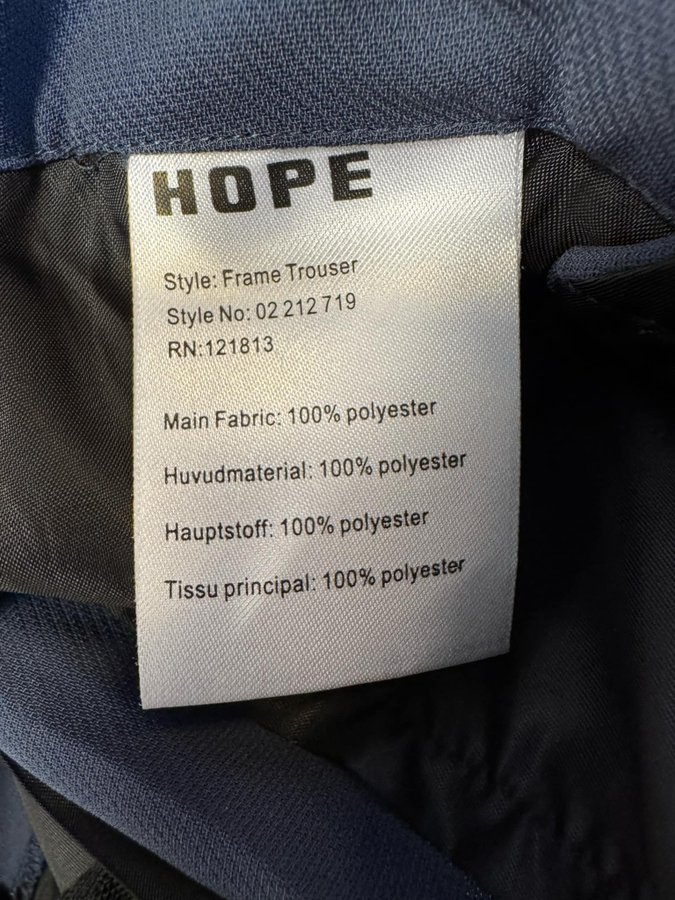 HOPE
Style: Frame Trouser
Style No: 02 212 719
RN:121813
Main Fabric: 100% polyester
Huvudmaterial: 100% polyester
Hauptstoff: 100% polyester
Tissu principal: 100% polyester